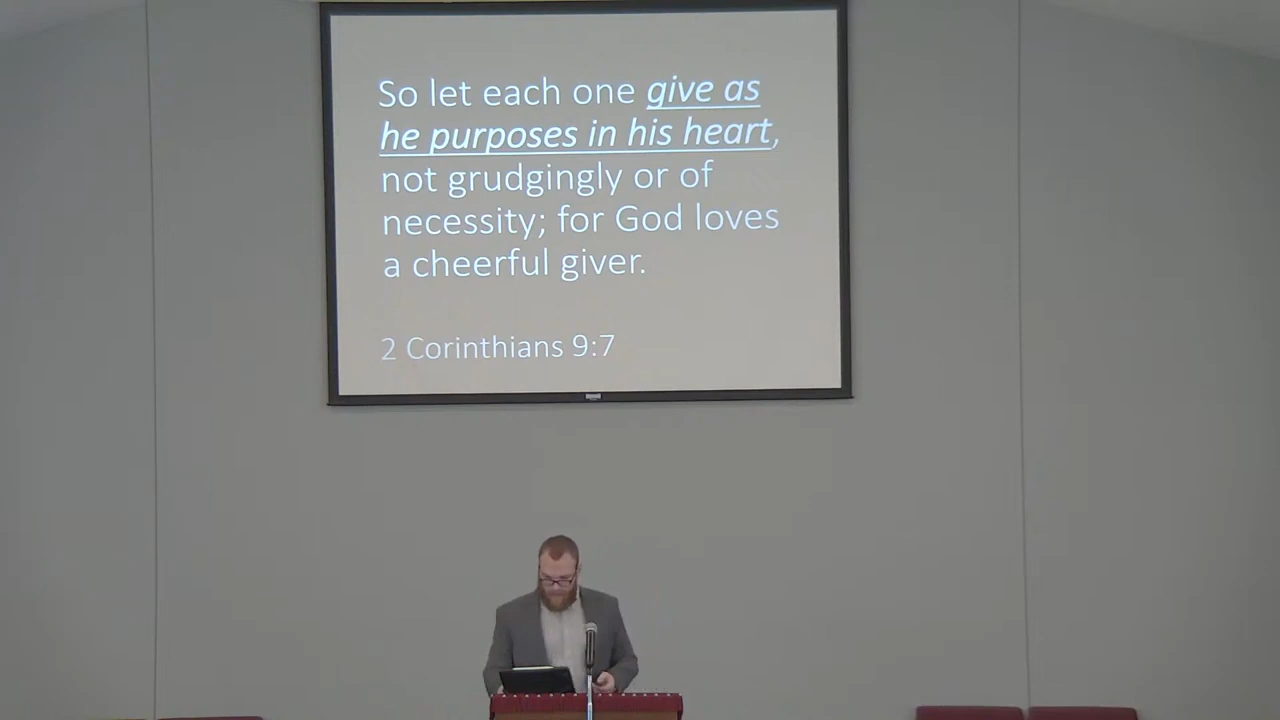 So let each one give as
he purposes in his heart,
not grudgingly or of
necessity; for God loves
a cheerful giver.
2 Corinthians 9:7